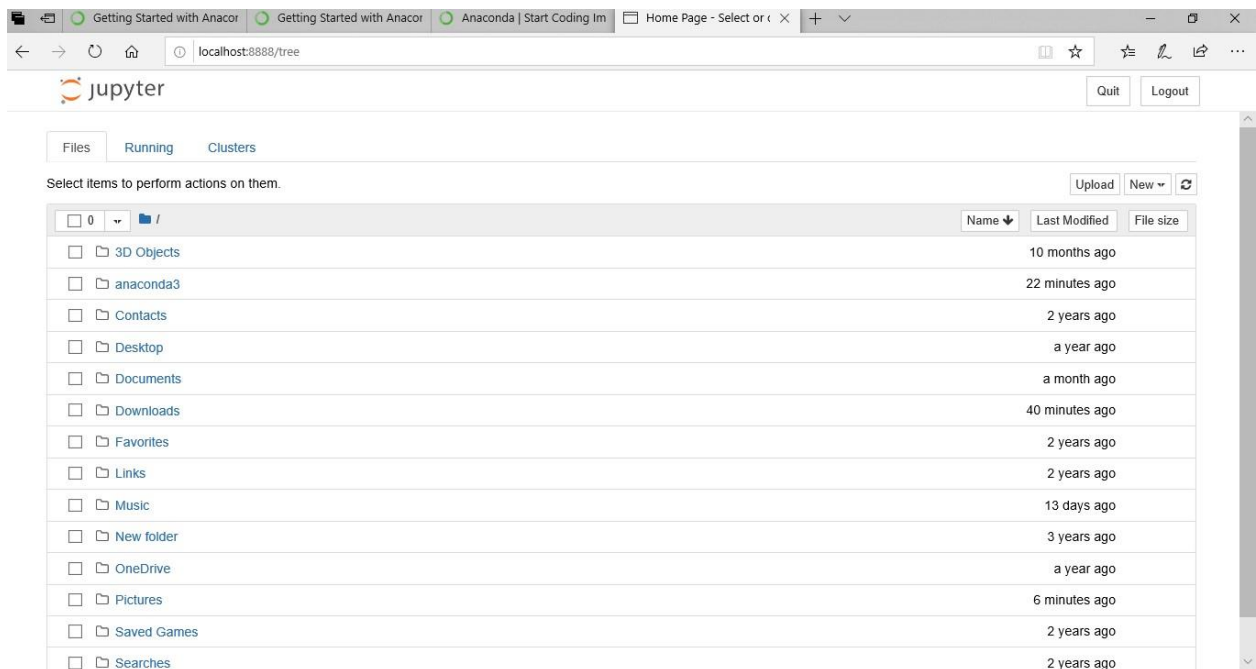 Getting Started with Anacor Getting Started with Anacor Anaconda | Start Coding Im Home Page - Select or c
localhost:8888/tree
jupyter Quit Logout
Files Running Clusters
Select items to perform actions on them. Upload New
0 / Name Last Modified File size
3D Objects 10 months ago
anaconda3 22 minutes ago
Contacts 2 years ago
Desktop a year ago
Documents a month ago
Downloads 40 minutes ago
Favorites 2 years ago
Links 2 years ago
Music 13 days ago
New folder 3 years ago
OneDrive a year ago
Pictures 6 minutes ago
Saved Games 2 years ago
Searches 2 years ago